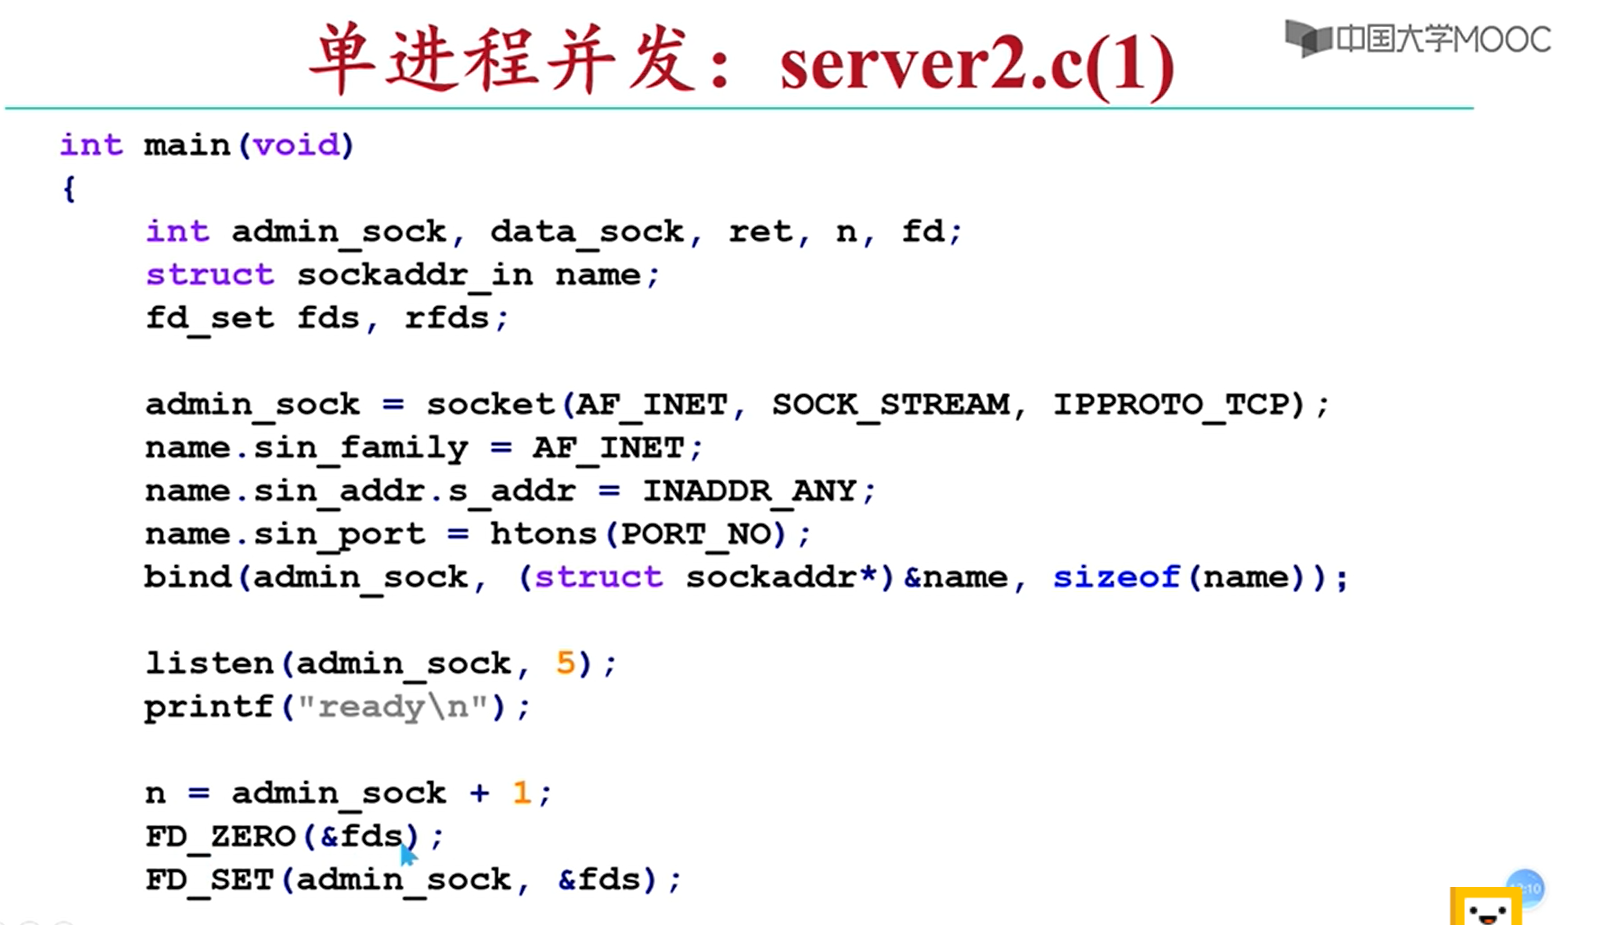 单进程并发：server2.c(1)
中国大学MOOC
int main(void)
{
int admin_sock, data_sock, ret, n, fd;
struct sockaddr_in name;
fd_set fds, rfds;
admin_sock = socket(AF_INET, SOCK_STREAM, IPPROTO_TCP);
name.sin_family = AF_INET;
name.sin_addr.s_addr = INADDR_ANY;
name.sin_port = htons(PORT_NO);
bind(admin_sock, (struct sockaddr*)&name, sizeof(name));
listen(admin_sock, 5);
printf("ready\n");
n = admin_sock + 1;
FD_ZERO(&fds);
FD_SET(admin_sock, &fds);